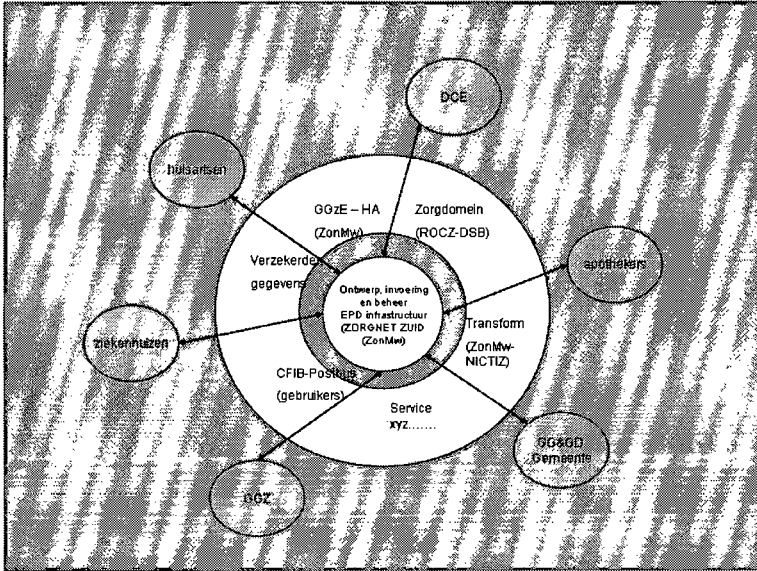 DOE
huisartsen
GGzE – HA
(ZonMw)
Zorgdomein
(ROCZ-DSB)
apothekers
Verzekerden
gegevens
Ontwerp, invoering
en beheer
EPD infrastructuur
(ZORGNET ZUID
(ZonMw)
Transform
(ZonMw-
NICTIZ)
ziekenhuizen
CFIB-Postbus
(gebruikers)
Service
xyz.......
GG&GD
Gemeente
GGZ